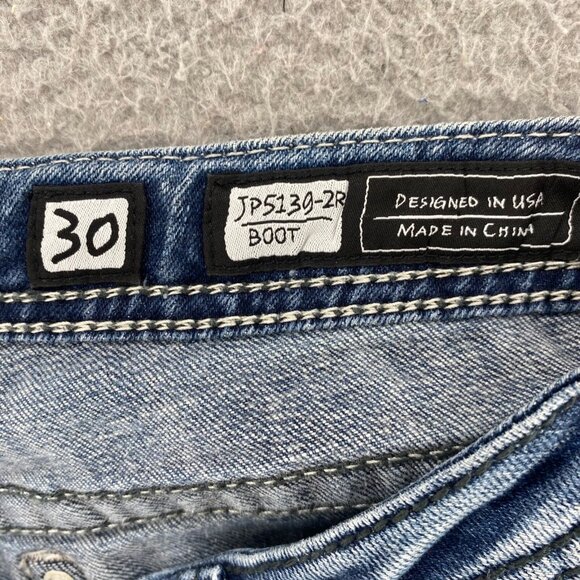 30
JP5130-2R
BOOT
DESIGNED IN USA
MADE IN CHINA